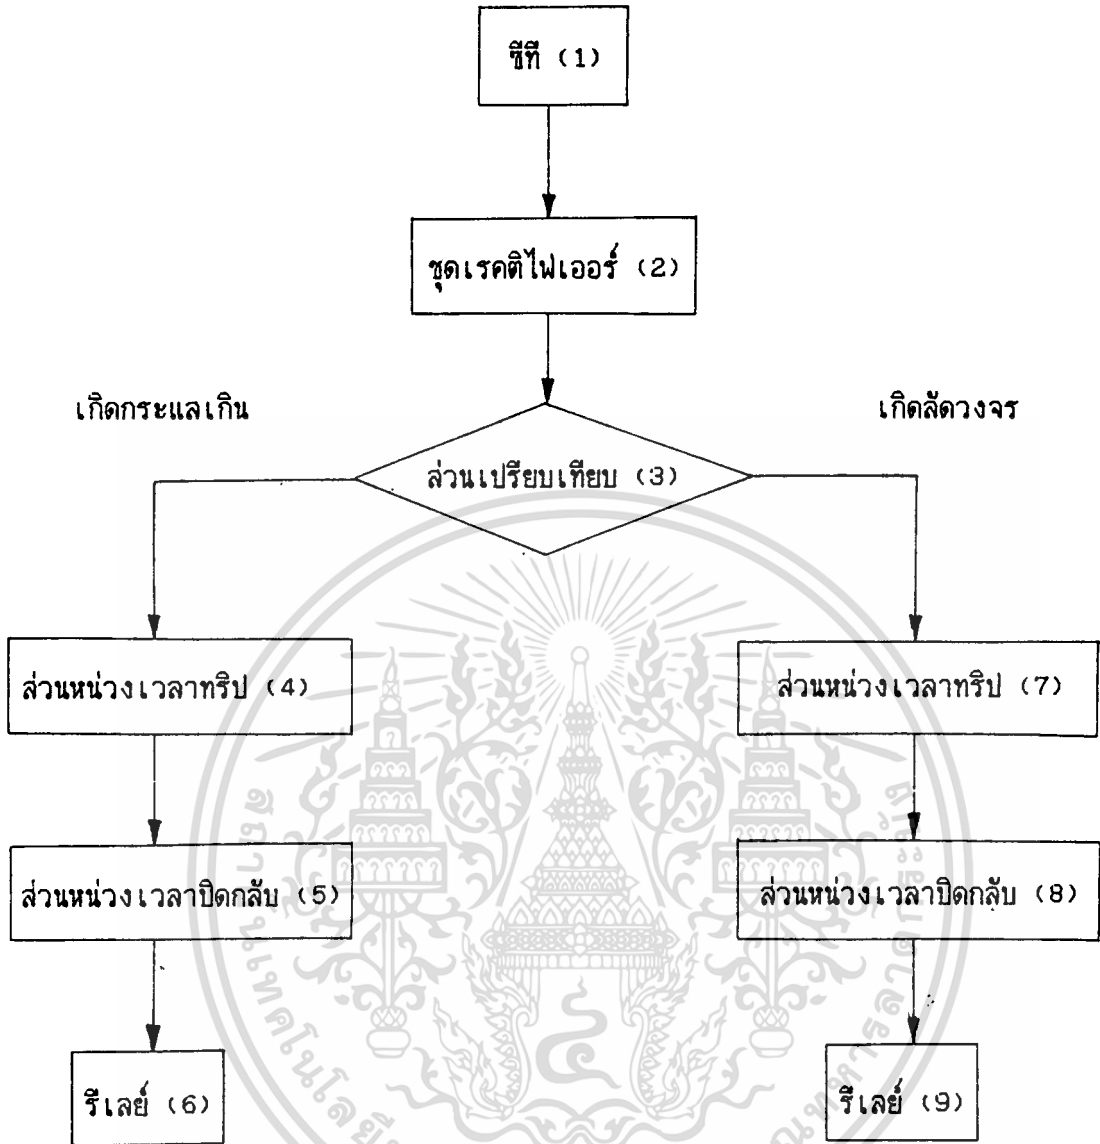 ซีที (1)
ชุดเรคติไฟเออร์ (2)
เกิดกระแสเกิน
เกิดลัดวงจร
ส่วนเปรียบเทียบ (3)
ส่วนหน่วงเวลาทริป (4)
ส่วนหน่วงเวลาทริป (7)
ส่วนหน่วงเวลาปิดกลับ (5)
ส่วนหน่วงเวลาปิดกลับ (8)
รีเลย์ (6)
รีเลย์ (9)